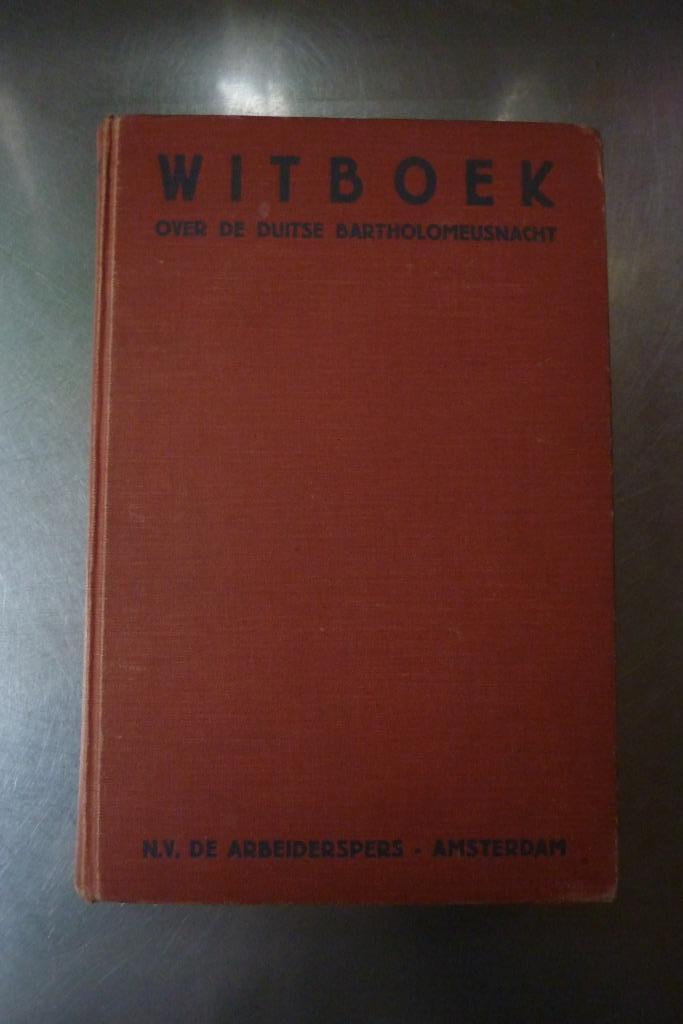 WITBOEK
OVER DE DUITSE BARTHOLOMEUSNACHT
N.V. DE ARBEIDERSPERS - AMSTERDAM